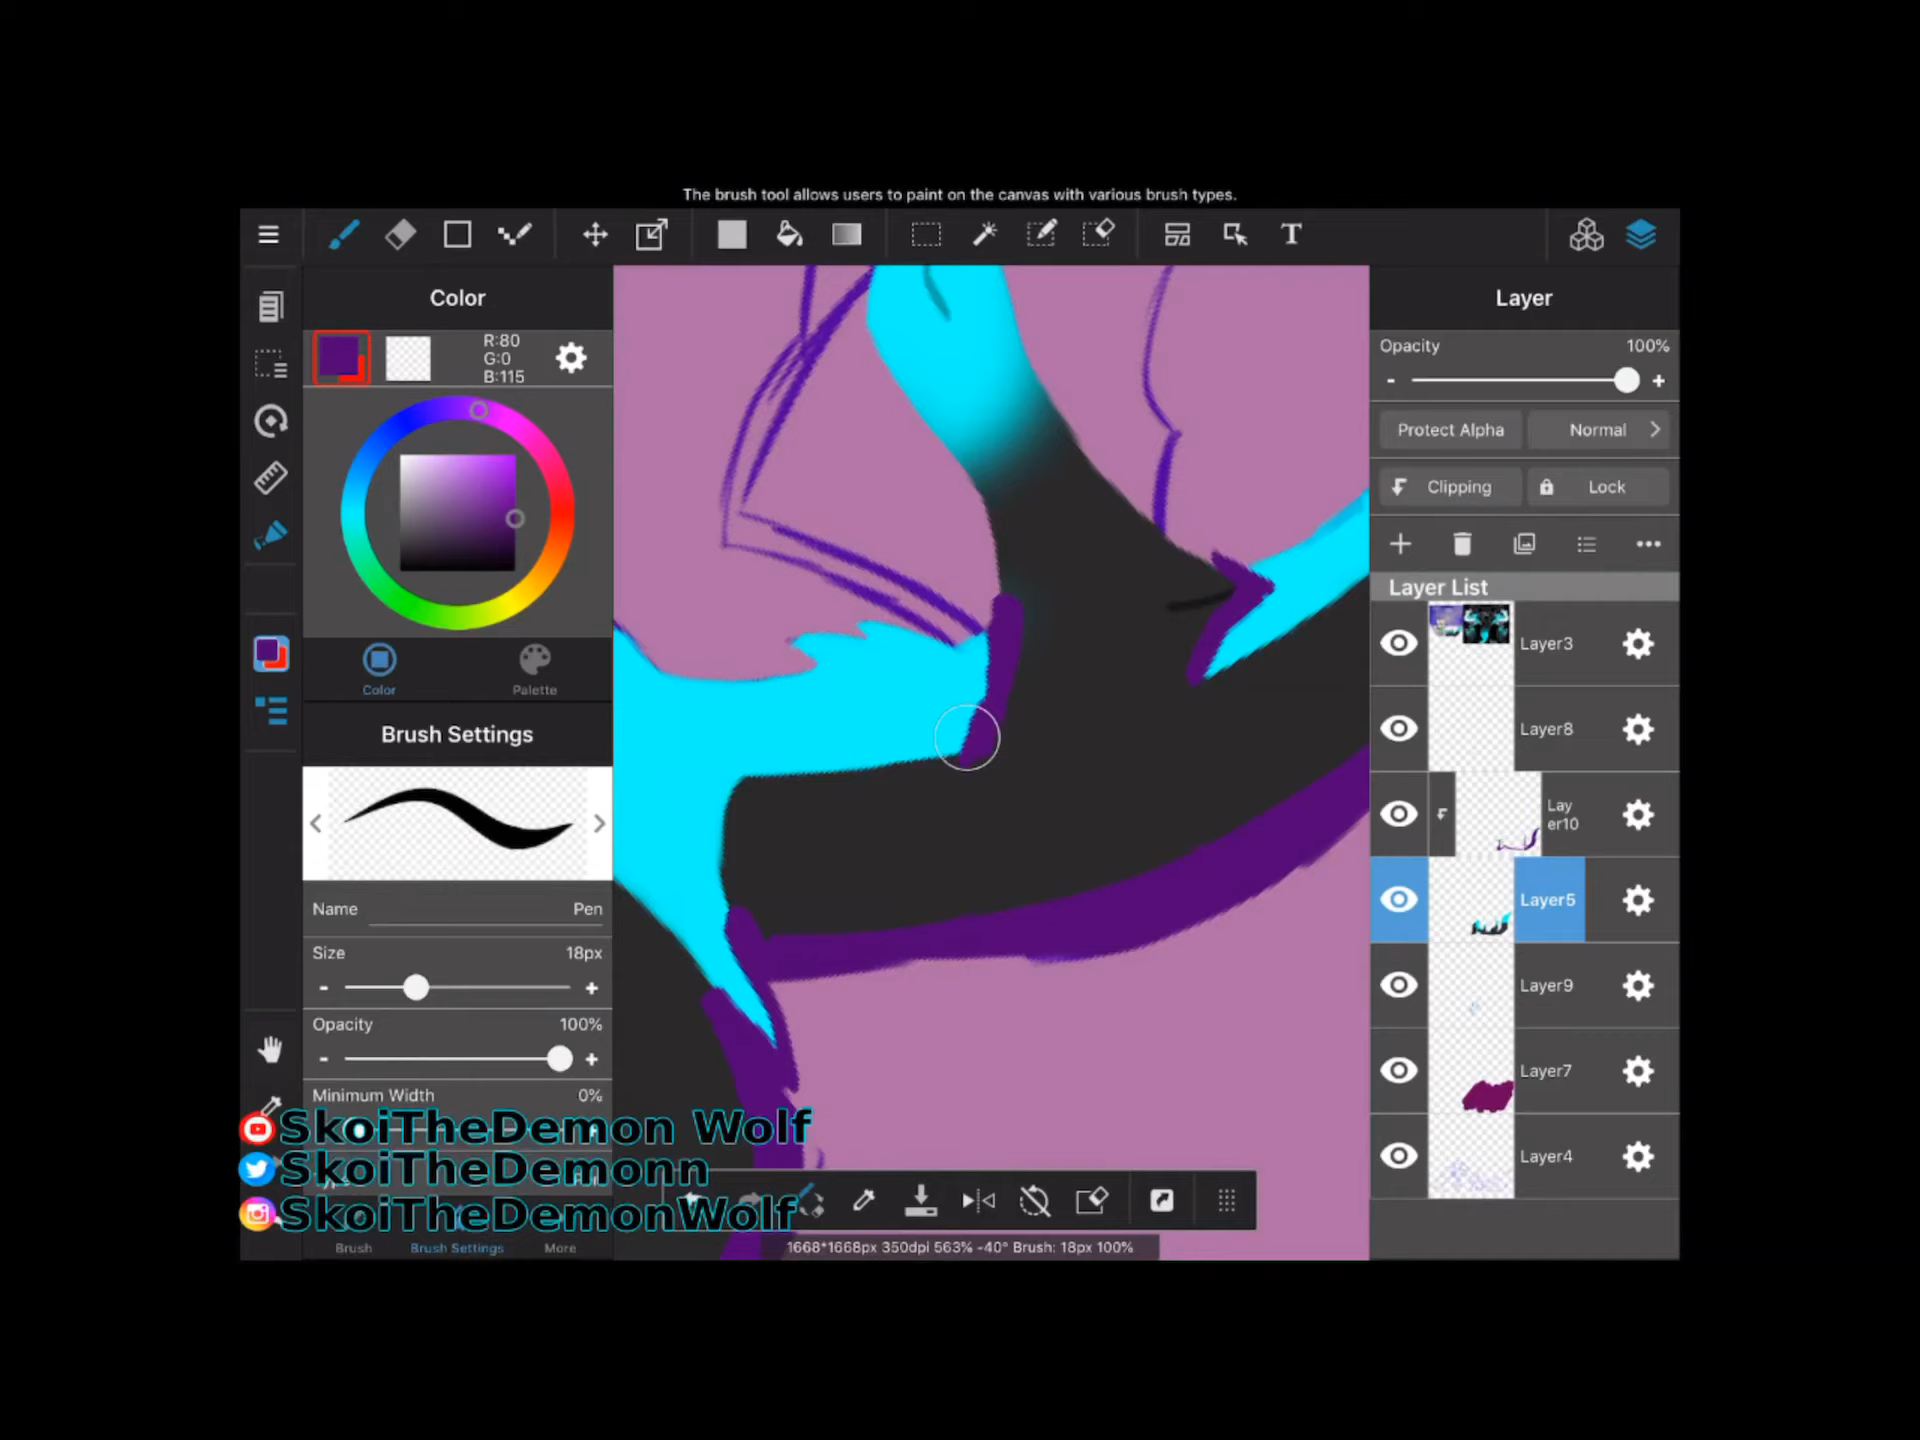 The brush tool allows users to paint on the canvas with various brush types.
T
Color
R:80
G:0
B:115
Color
Palette
Brush Settings
Name
Pen
Size
18px
-
+
Opacity
100%
-
+
Minimum Width
0%
SkoiTheDemon Wolf
SkoiTheDemonn
SkoiTheDemonWolf
Brush
Brush Settings
More
1668*1668px 350dpi 563% -40° Brush: 18px 100%
Layer
Opacity
100%
-
+
Protect Alpha
Normal
Clipping
Lock
Layer List
Layer3
Layer8
Lay
er10
Layer5
Layer9
Layer7
Layer4